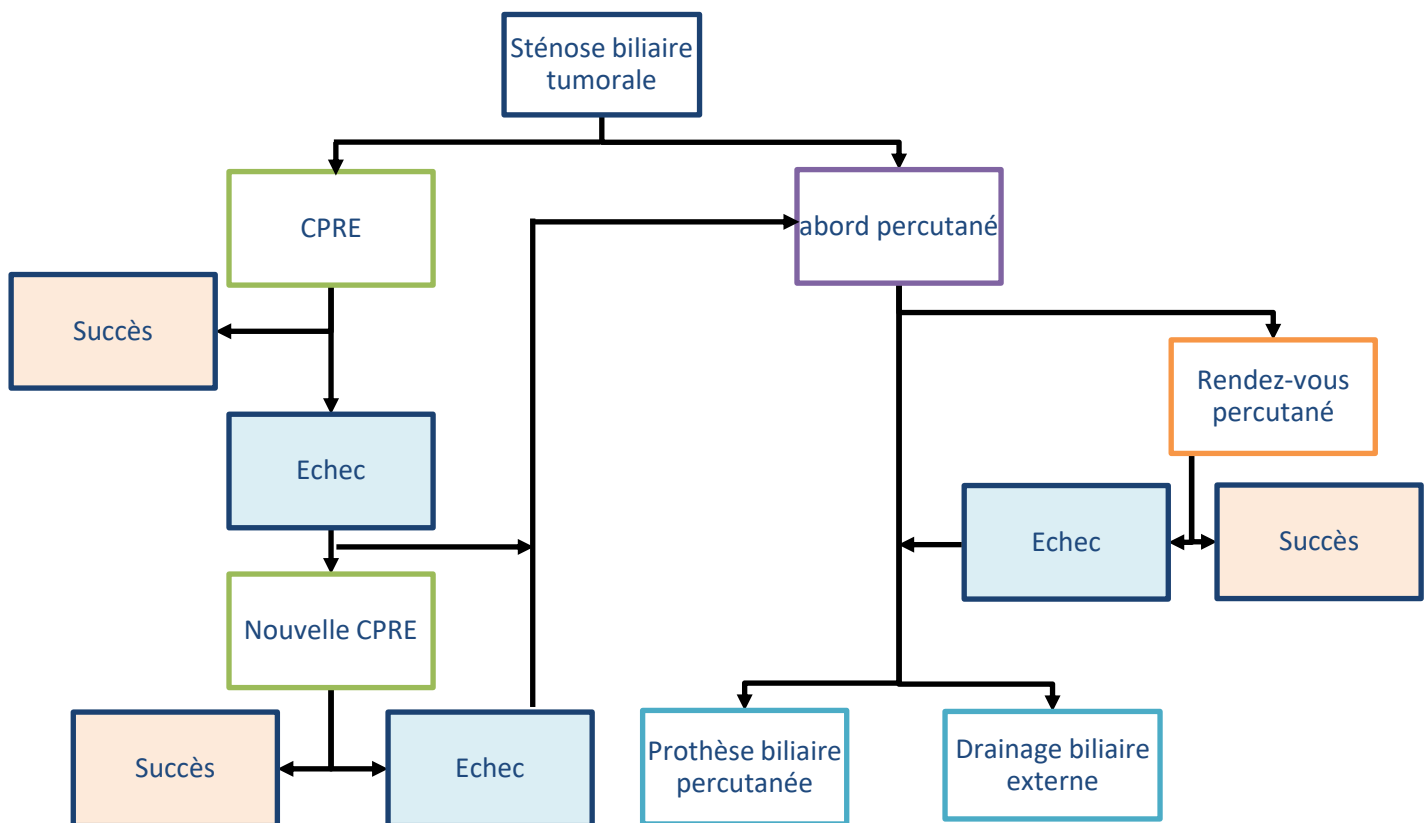 Sténose biliaire
tumorale
CPRE
abord percutané
Succès
Rendez-vous
percutané
Echec
Echec
Succès
Nouvelle CPRE
Succès
Echec
Prothèse biliaire
percutanée
Drainage biliaire
externe